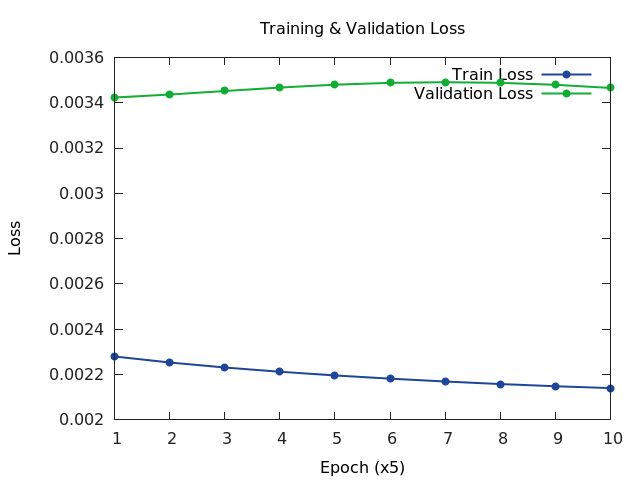 Training & Validation Loss
0.0036
0.0034
0.0032
0.003
0.0028
0.0026
0.0024
0.0022
0.002
Loss
Train Loss
Validation Loss
1 2 3 4 5 6 7 8 9 10
Epoch (x5)